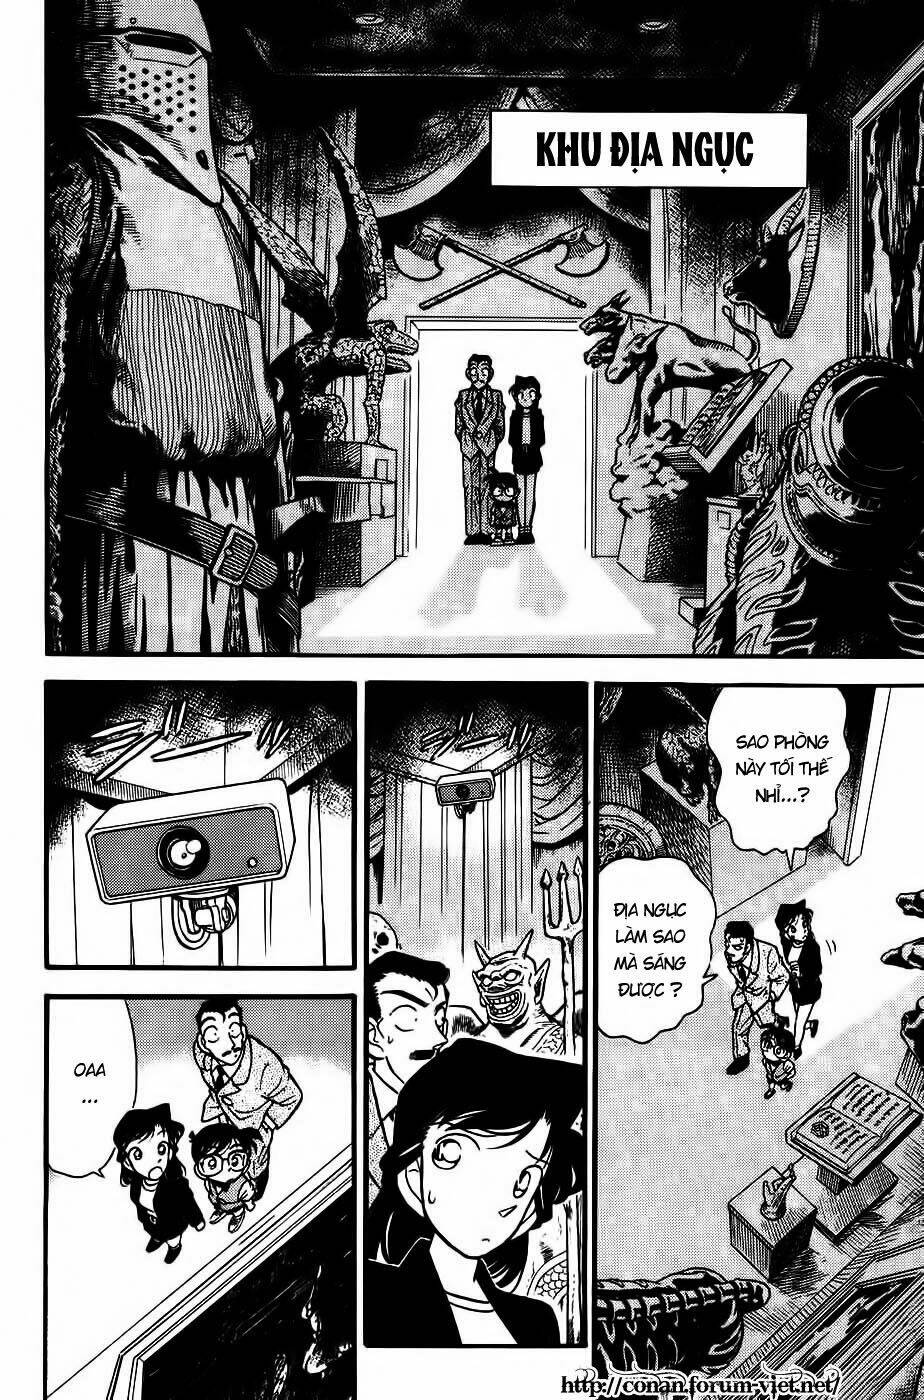 KHU ĐỊA NGỤC
SAO PHÒNG
NÀY TỐI THẾ
NHỈ...?
ĐỊA NGỤC
LÀM SAO
MÀ SÁNG
ĐƯỢC ?
OAA
...
http://conan.forum-viet.net/